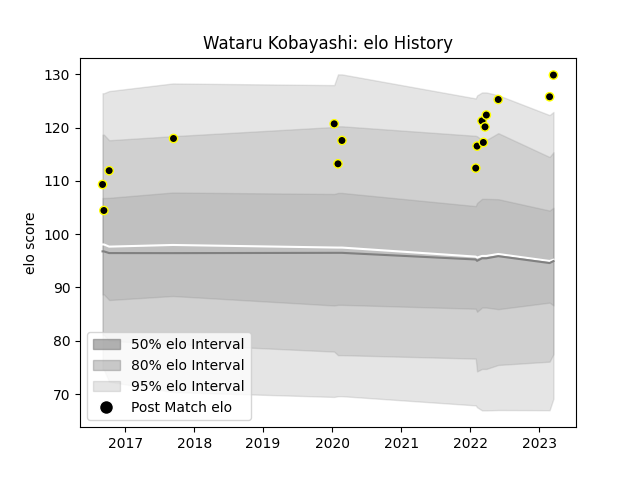 Wataru Kobayashi: elo History
elo score
130
120
110
100
90
80
70
50% elo Interval
80% elo Interval
95% elo Interval
Post Match elo
2017 2018 2019 2020 2021 2022 2023